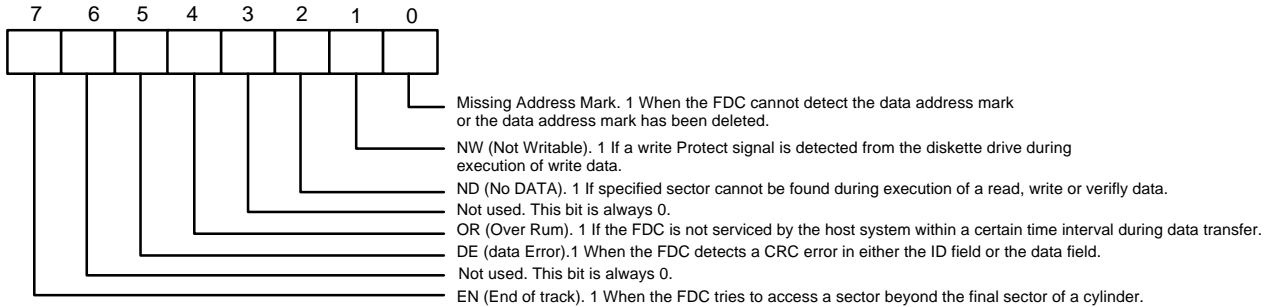 7 6 5 4 3 2 1 0
Missing Address Mark. 1 When the FDC cannot detect the data address mark
or the data address mark has been deleted.
NW (Not Writable). 1 If a write Protect signal is detected from the diskette drive during
execution of write data.
ND (No DATA). 1 If specified sector cannot be found during execution of a read, write or verifly data.
Not used. This bit is always 0.
OR (Over Rum). 1 If the FDC is not serviced by the host system within a certain time interval during data transfer.
DE (data Error).1 When the FDC detects a CRC error in either the ID field or the data field.
Not used. This bit is always 0.
EN (End of track). 1 When the FDC tries to access a sector beyond the final sector of a cylinder.